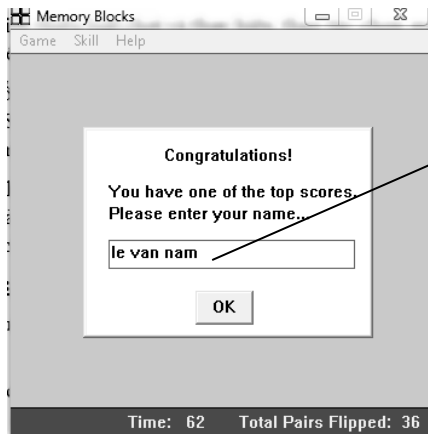 Memory Blocks
Game Skill Help
Congratulations!
You have one of the top scores.
Please enter your name...
le van nam
OK
Time: 62 Total Pairs Flipped: 36